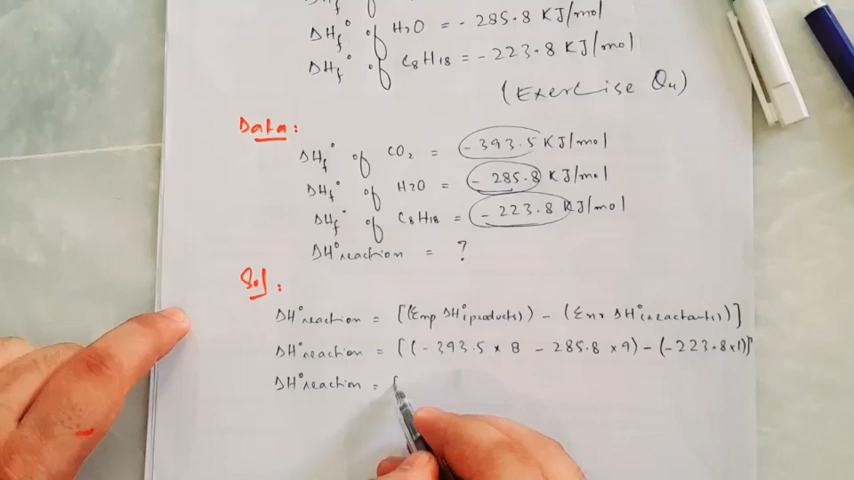 ΔHf°
ΔHf° of H2O = - 285.8 KJ/mol
ΔHf° of C8H18 = - 223.8 KJ/mol
(Exercise Q4)
Data:
ΔHf° of CO2 = - 393.5 KJ/mol
ΔHf° of H2O = - 285.8 KJ/mol
ΔHf° of C8H18 = - 223.8 KJ/mol
ΔH°reaction = ?
Sol:
ΔH°reaction = [(Σnp ΔH°(products)) - (Σnr ΔH°(reactants))]
ΔH°reaction = [(-393.5 × 8 - 285.8 × 9) - (-223.8×1)]
ΔH°reaction = [